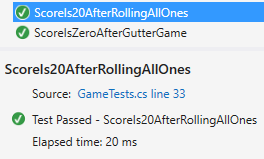 ScoreIs20AfterRollingAllOnes
ScoreIsZeroAfterGutterGame
ScoreIs20AfterRollingAllOnes
Source: GameTests.cs line 33
Test Passed - ScoreIs20AfterRollingAllOnes
Elapsed time: 20 ms